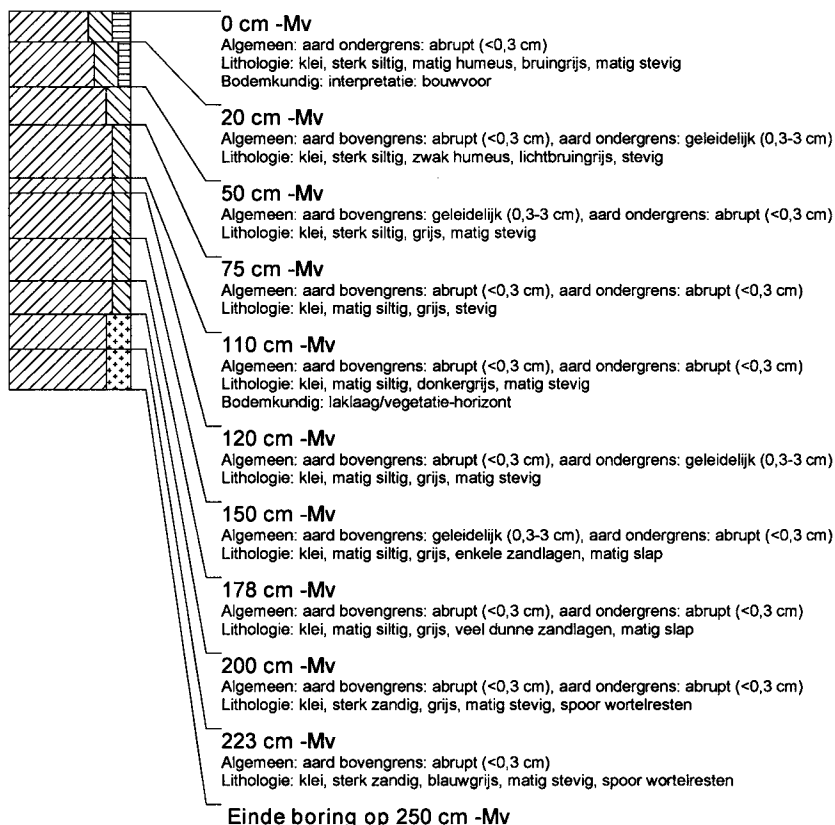 0 cm -Mv
Algemeen: aard ondergrens: abrupt (<0,3 cm)
Lithologie: klei, sterk siltig, matig humeus, bruingrijs, matig stevig
Bodemkundig: interpretatie: bouwvoor
20 cm -Mv
Algemeen: aard bovengrens: abrupt (<0,3 cm), aard ondergrens: geleidelijk (0,3-3 cm)
Lithologie: klei, sterk siltig, zwak humeus, lichtbruingrijs, stevig
50 cm -Mv
Algemeen: aard bovengrens: geleidelijk (0,3-3 cm), aard ondergrens: abrupt (<0,3 cm)
Lithologie: klei, sterk siltig, grijs, matig stevig
75 cm -Mv
Algemeen: aard bovengrens: abrupt (<0,3 cm), aard ondergrens: abrupt (<0,3 cm)
Lithologie: klei, matig siltig, grijs, stevig
110 cm -Mv
Algemeen: aard bovengrens: abrupt (<0,3 cm), aard ondergrens: abrupt (<0,3 cm)
Lithologie: klei, matig siltig, donkergrijs, matig stevig
Bodemkundig: laklaag/vegetatie-horizont
120 cm -Mv
Algemeen: aard bovengrens: abrupt (<0,3 cm), aard ondergrens: geleidelijk (0,3-3 cm)
Lithologie: klei, matig siltig, grijs, matig stevig
150 cm -Mv
Algemeen: aard bovengrens: geleidelijk (0,3-3 cm), aard ondergrens: abrupt (<0,3 cm)
Lithologie: klei, matig siltig, grijs, enkele zandlagen, matig slap
178 cm -Mv
Algemeen: aard bovengrens: abrupt (<0,3 cm), aard ondergrens: abrupt (<0,3 cm)
Lithologie: klei, matig siltig, grijs, veel dunne zandlagen, matig slap
200 cm -Mv
Algemeen: aard bovengrens: abrupt (<0,3 cm), aard ondergrens: abrupt (<0,3 cm)
Lithologie: klei, sterk zandig, grijs, matig stevig, spoor wortelresten
223 cm -Mv
Algemeen: aard bovengrens: abrupt (<0,3 cm)
Lithologie: klei, sterk zandig, blauwgrijs, matig stevig, spoor wortelresten
Einde boring op 250 cm -Mv